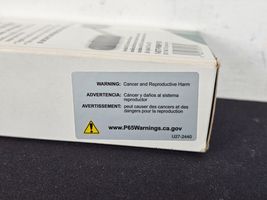 WARNING: Cancer and Reproductive Harm
ADVERTENCIA: Cáncer y daños al sistema
reproductor
AVERTISSEMENT: peut causer des cancers et des
dangers pour la reproduction
www.P65Warnings.ca.gov
U27-2440